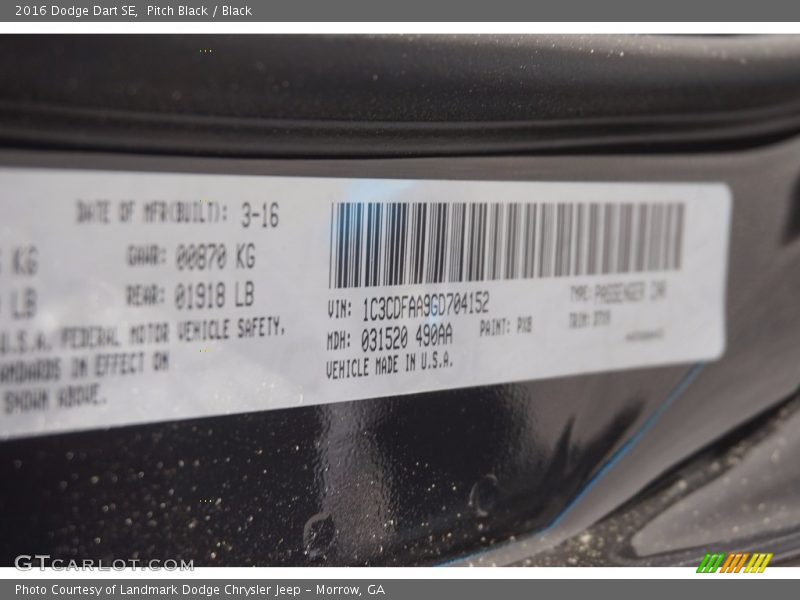 2016 Dodge Dart SE, Pitch Black / Black
DATE OF MFR(BUILT): 3-16
KG GAWR: 00870 KG
LB REAR: 01918 LB
U.S.A. FEDERAL MOTOR VEHICLE SAFETY,
IN EFFECT ON
SHOWN ABOVE.
VIN: 1C3CDFAA9GD704152
TYPE: PASSENGER CAR
MDH: 031520 490AA
PAINT: PX8
VEHICLE MADE IN U.S.A.
GTCARLOT.COM
Photo Courtesy of Landmark Dodge Chrysler Jeep – Morrow, GA